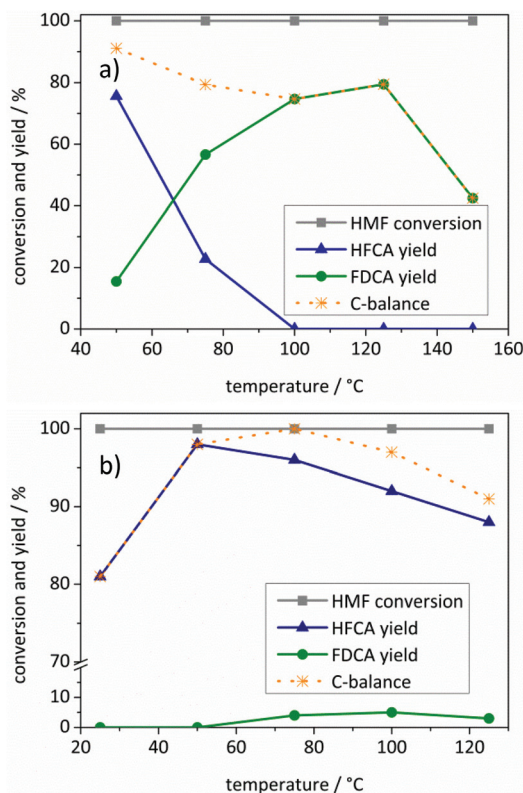 100
80
60
40
20
0
conversion and yield / %
a)
HMF conversion
HFCA yield
FDCA yield
C-balance
40 60 80 100 120 140 160
temperature / °C
100
90
80
70
10
5
0
conversion and yield / %
b)
HMF conversion
HFCA yield
FDCA yield
C-balance
20 40 60 80 100 120
temperature / °C